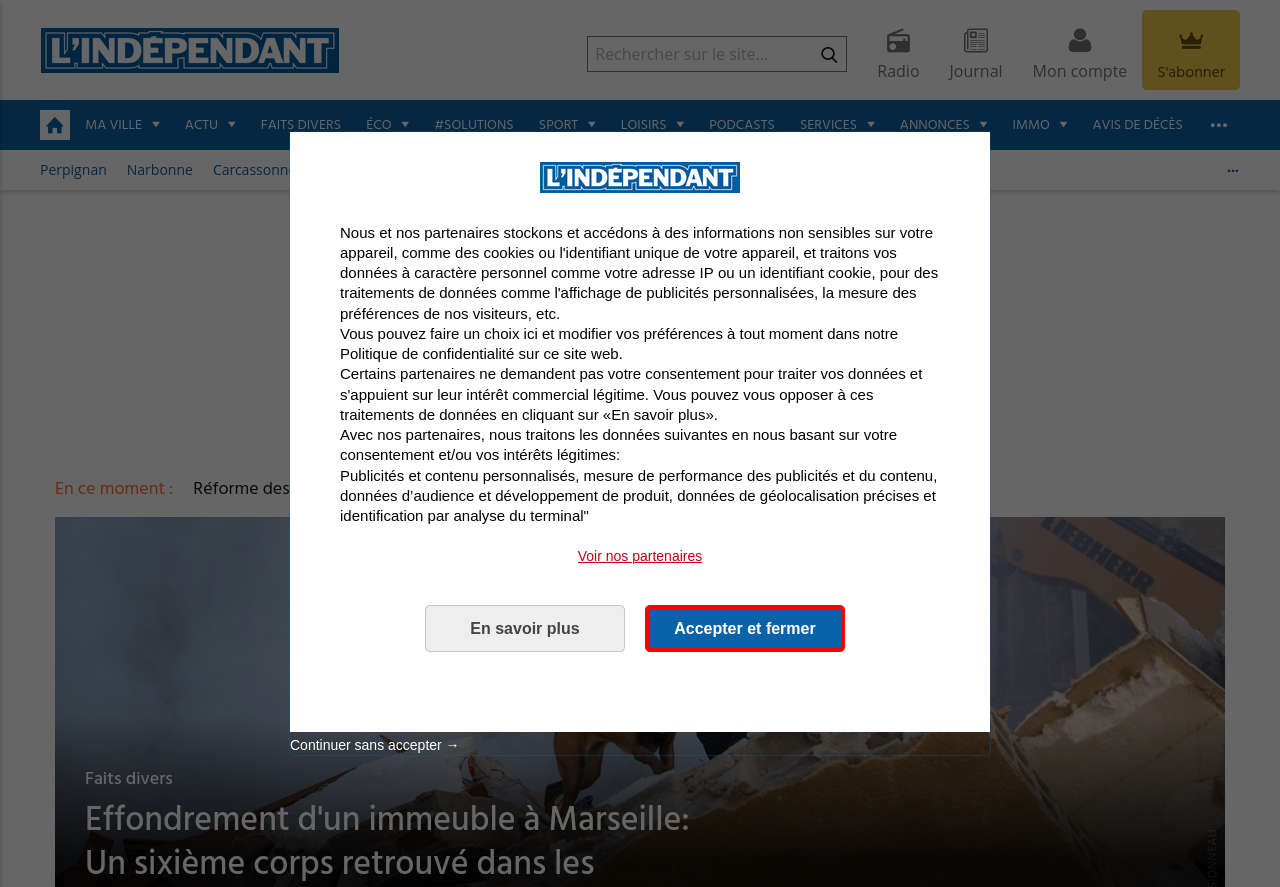 L'INDÉPENDANT
Rechercher sur le site...
Radio
Journal
Mon compte
S'abonner
MA VILLE
ACTU
FAITS DIVERS
ÉCO
#SOLUTIONS
SPORT
LOISIRS
PODCASTS
SERVICES
ANNONCES
IMMO
AVIS DE DÉCÈS
Perpignan
Narbonne
L'INDÉPENDANT
Nous et nos partenaires stockons et accédons à des informations non sensibles sur votre
appareil, comme des cookies ou l'identifiant unique de votre appareil, et traitons vos
données à caractère personnel comme votre adresse IP ou un identifiant cookie, pour des
traitements de données comme l'affichage de publicités personnalisées, la mesure des
préférences de nos visiteurs, etc.
Vous pouvez faire un choix ici et modifier vos préférences à tout moment dans notre
Politique de confidentialité sur ce site web.
Certains partenaires ne demandent pas votre consentement pour traiter vos données et
s'appuient sur leur intérêt commercial légitime. Vous pouvez vous opposer à ces
traitements de données en cliquant sur «En savoir plus».
Avec nos partenaires, nous traitons les données suivantes en nous basant sur votre
consentement et/ou vos intérêts légitimes:
Publicités et contenu personnalisés, mesure de performance des publicités et du contenu,
données d’audience et développement de produit, données de géolocalisation précises et
identification par analyse du terminal"
Voir nos partenaires
En savoir plus
Accepter et fermer
Continuer sans accepter →
En ce moment :
Réforme des
LIEBHERR
Faits divers
Effondrement d'un immeuble à Marseille:
Un sixième corps retrouvé dans les